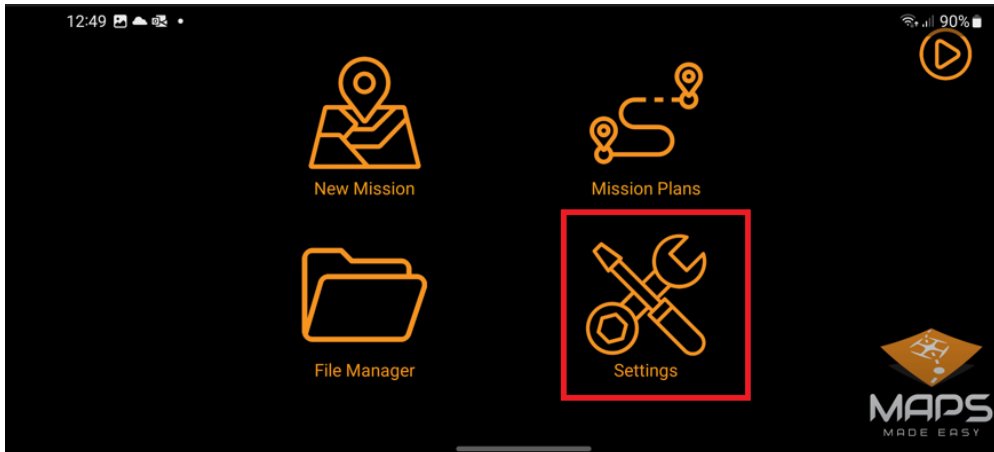 12:49 90%
New Mission Mission Plans
File Manager Settings
MAPS
MADE EASY